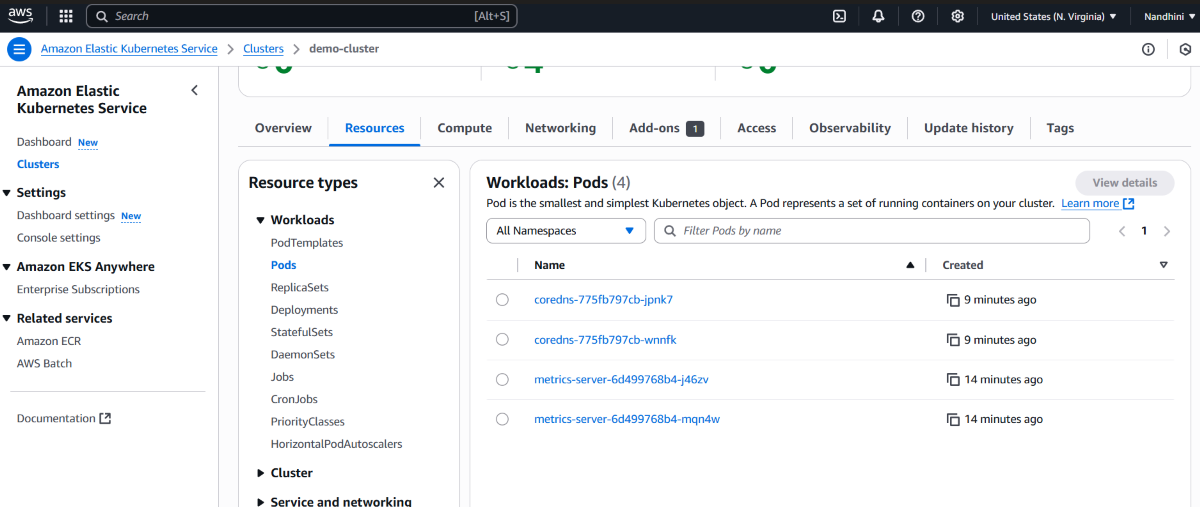 aws
Search [Alt+S]
United States (N. Virginia) ▼ Nandhini ▼
Amazon Elastic Kubernetes Service > Clusters > demo-cluster
Amazon Elastic Kubernetes Service
Dashboard New
Clusters
Settings
Dashboard settings New
Console settings
Amazon EKS Anywhere
Enterprise Subscriptions
Related services
Amazon ECR
AWS Batch
Documentation
Overview Resources Compute Networking Add-ons 1 Access Observability Update history Tags
Resource types
Workloads
PodTemplates
Pods
ReplicaSets
Deployments
StatefulSets
DaemonSets
Jobs
CronJobs
PriorityClasses
HorizontalPodAutoscalers
Cluster
Service and networking
Workloads: Pods (4) View details
Pod is the smallest and simplest Kubernetes object. A Pod represents a set of running containers on your cluster. Learn more
All Namespaces Filter Pods by name < 1 >
Name Created
coredns-775fb797cb-jpnk7 9 minutes ago
coredns-775fb797cb-wnnfk 9 minutes ago
metrics-server-6d499768b4-j46zv 14 minutes ago
metrics-server-6d499768b4-mqn4w 14 minutes ago